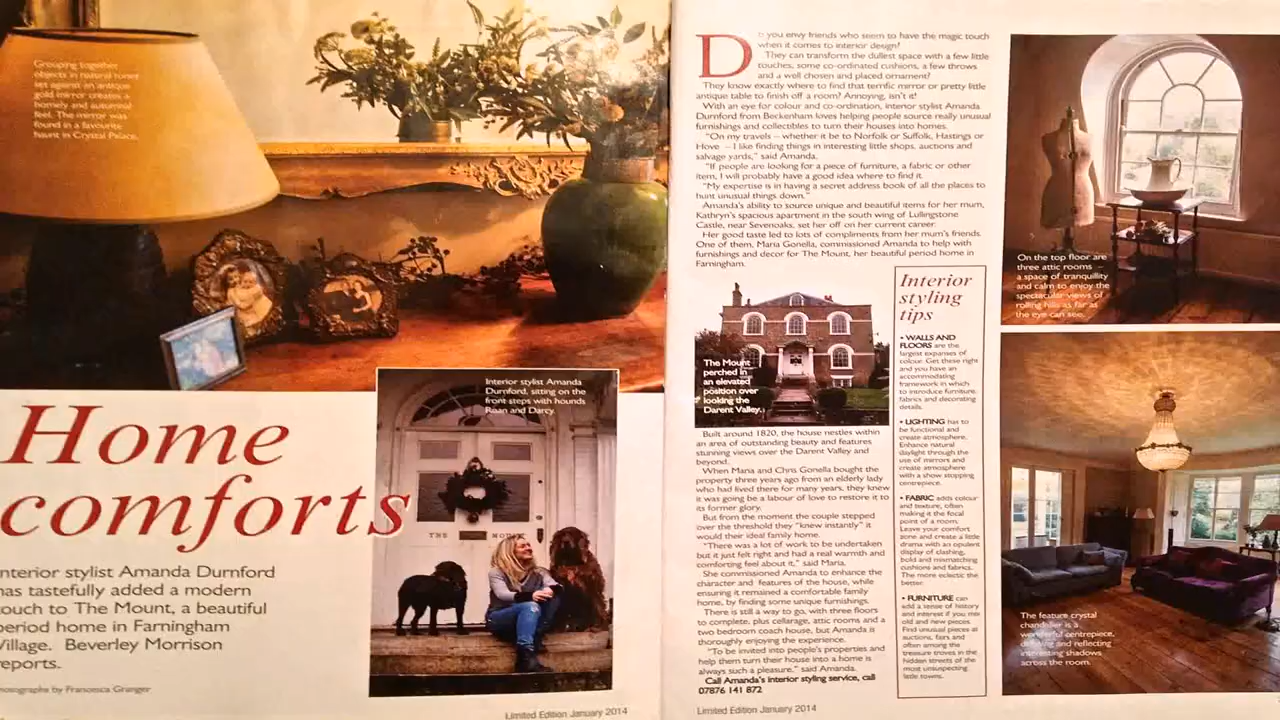 Grouping together
objects in natural tones
set against an antique
gold mirror creates a
homely and autumnal
feel. The mirror was
found in a favourite
haunt in Crystal Palace.
Home
comforts
nterior stylist Amanda Durnford
has tastefully added a modern
touch to The Mount, a beautiful
period home in Farningham
Village. Beverley Morrison
reports.
hotographs by Francesca Granger
Interior stylist Amanda
Durnford, sitting on the
front steps with hounds
Roan and Darcy.
THE MOUNT
Limited Edition January 2014
Do you envy friends who seem to have the magic touch
when it comes to interior design?
They can transform the dullest space with a few little
touches, some co-ordinated cushions, a few throws
and a well chosen and placed ornament?
They know exactly where to find that terrific mirror or pretty little
antique table to finish off a room? Annoying, isn't it!
With an eye for colour and co-ordination, interior stylist Amanda
Durnford from Beckenham loves helping people source really unusual
furnishings and collectibles to turn their houses into homes.
"On my travels – whether it be to Norfolk or Suffolk, Hastings or
Hove – I like finding things in interesting little shops, auctions and
salvage yards," said Amanda.
"If people are looking for a piece of furniture, a fabric or other
item, I will probably have a good idea where to find it.
"My expertise is in having a secret address book of all the places to
hunt unusual things down."
Amanda's ability to source unique and beautiful items for her mum,
Kathryn's spacious apartment in the south wing of Lullingstone
Castle, near Sevenoaks, set her off on her current career.
Her good taste led to lots of compliments from her mum's friends.
One of them, Maria Gonella, commissioned Amanda to help with
furnishings and decor for The Mount, her beautiful period home in
Farningham.
The Mount
perched in
an elevated
position over
looking the
Darent Valley.
Built around 1820, the house nestles within
an area of outstanding beauty and features
stunning views over the Darent Valley and
beyond.
When Maria and Chris Gonella bought the
property three years ago from an elderly lady
who had lived there for many years, they knew
it was going be a labour of love to restore it to
its former glory.
But from the moment the couple stepped
over the threshold they "knew instantly" it
would their ideal family home.
"There was a lot of work to be undertaken
but it just felt right and had a real warmth and
comforting feel about it," said Maria.
She commissioned Amanda to enhance the
character and features of the house, while
ensuring it remained a comfortable family
home, by finding some unique furnishings.
There is still a way to go, with three floors
to complete, plus cellarage, attic rooms and a
two bedroom coach house, but Amanda is
thoroughly enjoying the experience.
"To be invited into people's properties and
help them turn their house into a home is
always such a pleasure," said Amanda.
Call Amanda's interior styling service, call
07876 141 872
Limited Edition January 2014
Interior
styling
tips
• WALLS AND
FLOORS are the
largest expanses of
colour. Get these right
and you have an
accommodating
framework in which
to introduce furniture,
fabrics and decorating
details.
• LIGHTING has to
be functional and
create atmosphere.
Enhance natural
daylight through the
use of mirrors and
create atmosphere
with a show stopping
centrepiece.
• FABRIC adds colour
and texture, often
making it the focal
point of a room.
Leave your comfort
zone and create a little
drama with an opulent
display of clashing,
bold and mismatching
cushions and fabrics.
The more eclectic the
better.
• FURNITURE can
add a sense of history
and interest if you mix
old and new pieces.
Find unusual pieces at
auctions, fairs and
often among the
treasure troves in the
hidden streets of the
most unsuspecting
little towns.
On the top floor are
three attic rooms –
a space of tranquility
and calm to enjoy the
spectacular views of
rolling hills as far as
the eye can see.
The feature crystal
chandelier is a
wonderful centrepiece,
and reflecting
interesting shadows
across the room.